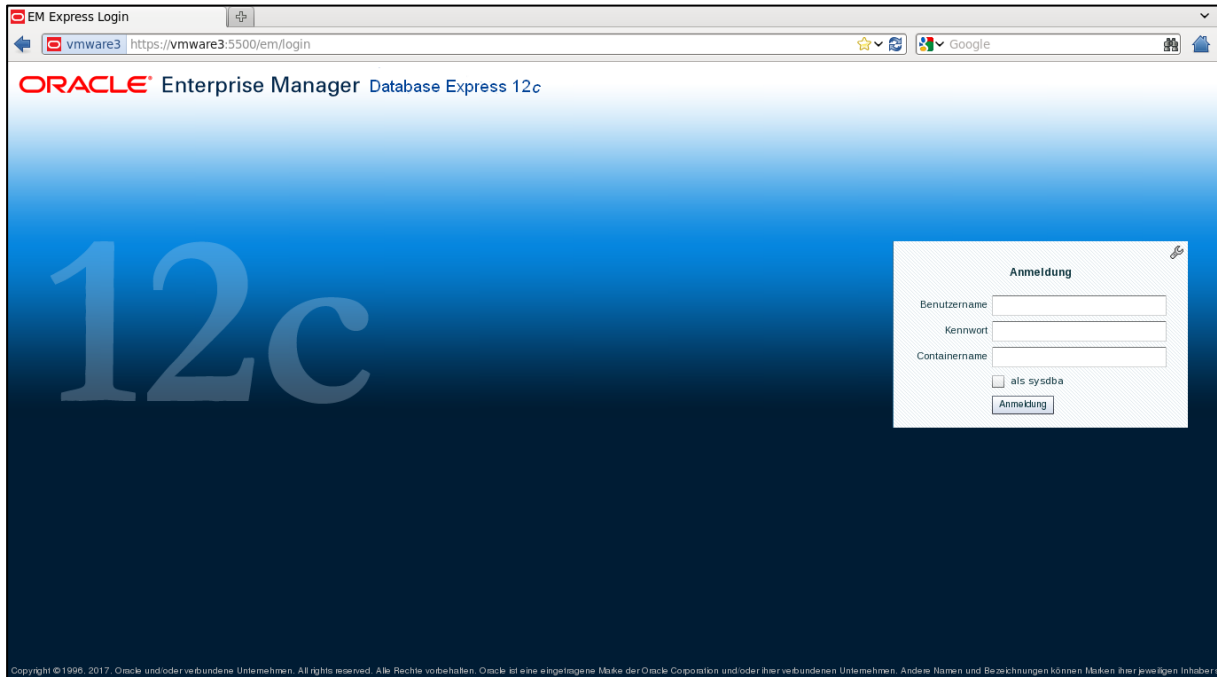 EM Express Login
vmware3 https://vmware3:5500/em/login
Google
ORACLE® Enterprise Manager Database Express 12c
12c
Anmeldung
Benutzername
Kennwort
Containername
als sysdba
Anmeldung
Copyright © 1996, 2017. Oracle und/oder verbundene Unternehmen. All rights reserved. Alle Rechte vorbehalten. Oracle ist eine eingetragene Marke der Oracle Corporation und/oder ihrer verbundenen Unternehmen. Andere Namen und Bezeichnungen können Marken ihrer jeweiligen Inhaber